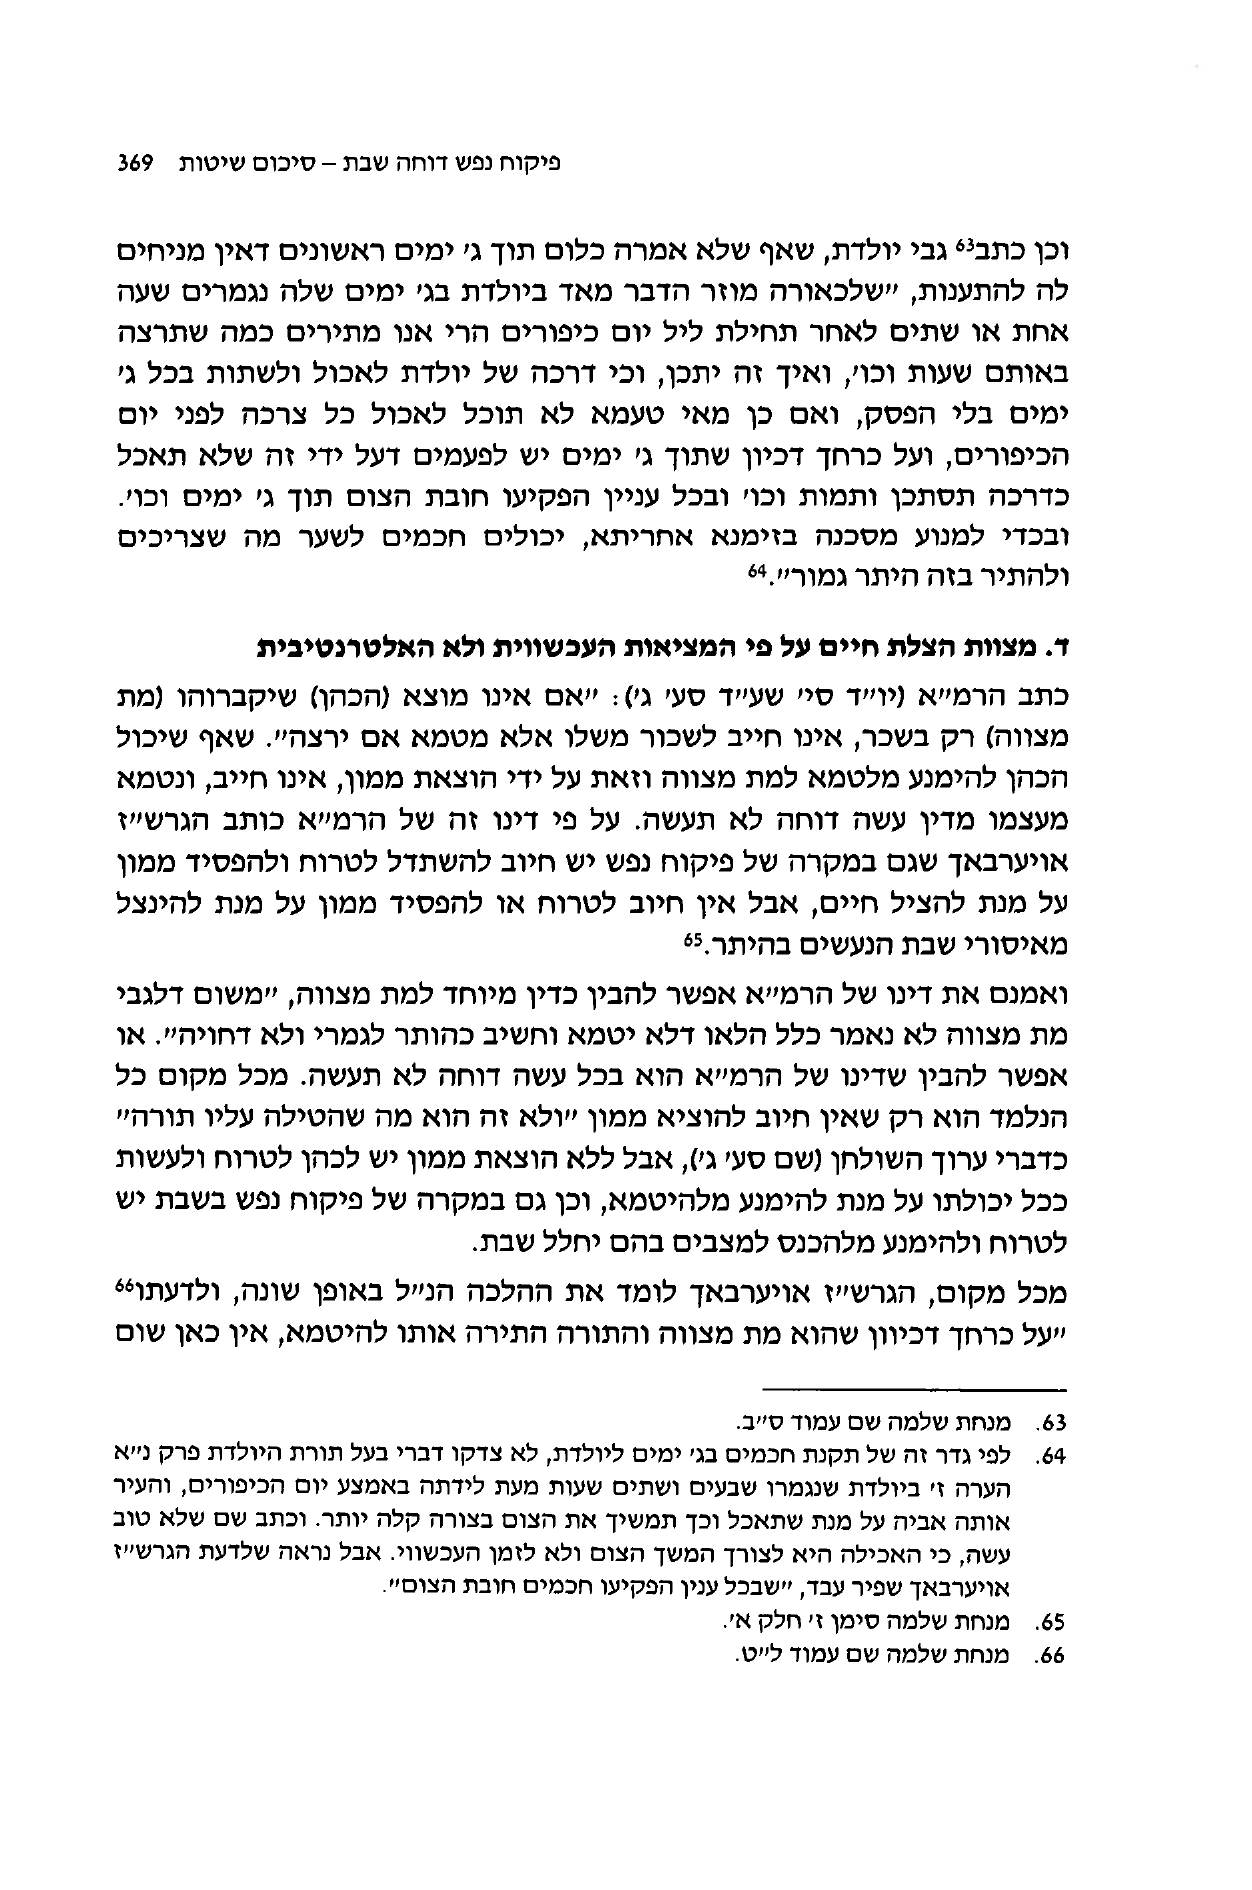 פיקוח נפש דוחה שבת – סיכום שיטות 369
וכן כתב63 גבי יולדת, שאף שלא אמרה כלום תוך ג׳ ימים ראשונים דאין מניחים
לה להתענות, ״שלכאורה מוזר הדבר מאד ביולדת בג׳ ימים שלה נגמרים שעה
אחת או שתים לאחר תחילת ליל יום כיפורים הרי אנו מתירים כמה שתרצה
באותם שעות וכו׳, ואיך זה יתכן, וכי דרכה של יולדת לאכול ולשתות בכל ג׳
ימים בלי הפסק, ואם כן מאי טעמא לא תוכל לאכול כל צרכה לפני יום
הכיפורים, ועל כרחך דכיון שתוך ג׳ ימים יש לפעמים דעל ידי זה שלא תאכל
כדרכה תסתכן ותמות וכו׳ ובכל עניין הפקיעו חובת הצום תוך ג׳ ימים וכו׳.
ובכדי למנוע מסכנה בזימנא אחריתא, יכולים חכמים לשער מה שצריכים
ולהתיר בזה היתר גמור״.64
ד. מצוות הצלת חיים על פי המציאות העכשווית ולא האלטרנטיבית
כתב הרמ״א (יו״ד סי׳ שע״ד סע׳ ג׳): ״אם אינו מוצא (הכהן) שיקברוהו (מת
מצווה) רק בשכר, אינו חייב לשכור משלו אלא מטמא אם ירצה״. שאף שיכול
הכהן להימנע מלטמא למת מצווה וזאת על ידי הוצאת ממון, אינו חייב, ונטמא
מעצמו מדין עשה דוחה לא תעשה. על פי דינו זה של הרמ״א כותב הגרש״ז
אויערבאך שגם במקרה של פיקוח נפש יש חיוב להשתדל לטרוח ולהפסיד ממון
על מנת להציל חיים, אבל אין חיוב לטרוח או להפסיד ממון על מנת להינצל
מאיסורי שבת הנעשים בהיתר.65
ואמנם את דינו של הרמ״א אפשר להבין כדין מיוחד למת מצווה, ״משום דלגבי
מת מצווה לא נאמר כלל הלאו דלא יטמא וחשיב כהותר לגמרי ולא דחויה״. או
אפשר להבין שדינו של הרמ״א הוא בכל עשה דוחה לא תעשה. מכל מקום כל
הנלמד הוא רק שאין חיוב להוציא ממון ״ולא זה הוא מה שהטילה עליו תורה״
כדברי ערוך השולחן (שם סע׳ ג׳), אבל ללא הוצאת ממון יש לכהן לטרוח ולעשות
ככל יכולתו על מנת להימנע מלהיטמא, וכן גם במקרה של פיקוח נפש בשבת יש
לטרוח ולהימנע מלהכנס למצבים בהם יחלל שבת.
מכל מקום, הגרש״ז אויערבאך לומד את ההלכה הנ״ל באופן שונה, ולדעתו66
״על כרחך דכיוון שהוא מת מצווה והתורה התירה אותו להיטמא, אין כאן שום
63. מנחת שלמה שם עמוד ס״ב.
64. לפי גדר זה של תקנת חכמים בג׳ ימים ליולדת, לא צדקו דברי בעל תורת היולדת פרק נ״א
הערה ז׳ ביולדת שנגמרו שבעים ושתים שעות מעת לידתה באמצע יום הכיפורים, והעיר
אותה אביה על מנת שתאכל וכך תמשיך את הצום בצורה קלה יותר. וכתב שם שלא טוב
עשה, כי האכילה היא לצורך המשך הצום ולא לזמן העכשווי. אבל נראה שלדעת הגרש״ז
אויערבאך שפיר עבד, ״שבכל ענין הפקיעו חכמים חובת הצום״.
65. מנחת שלמה סימן ז׳ חלק א׳.
66. מנחת שלמה שם עמוד ל״ט.